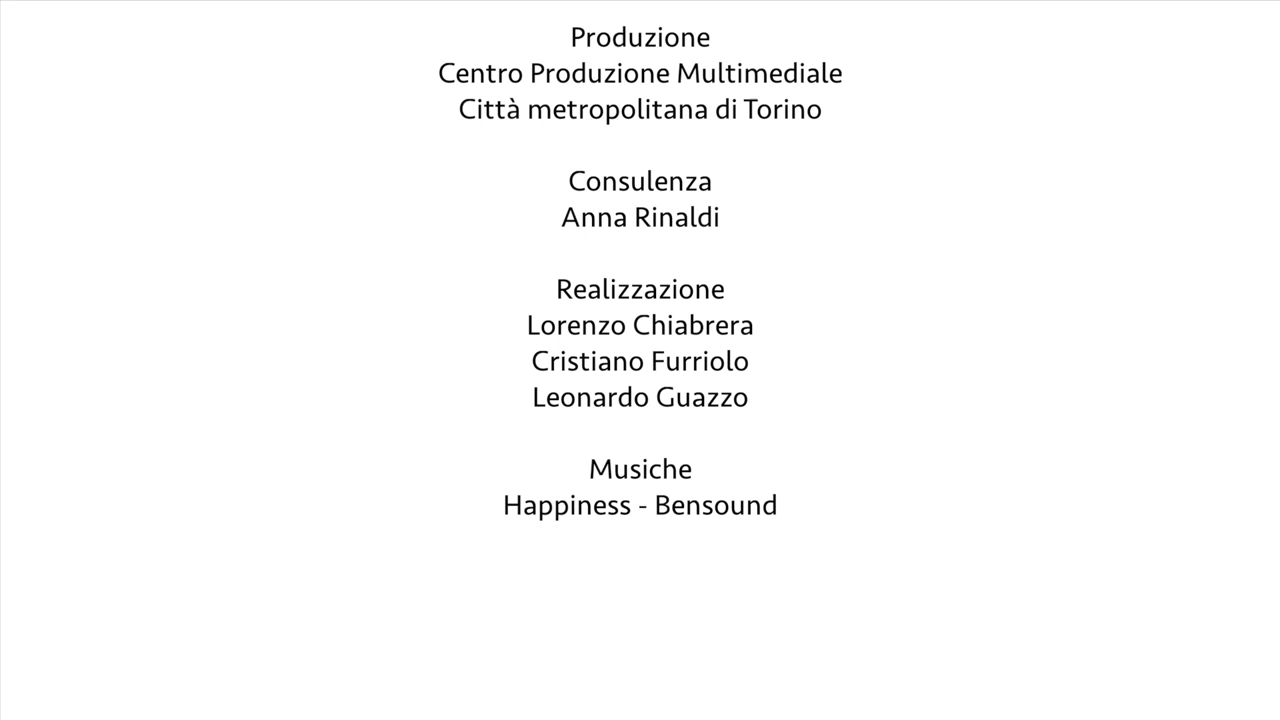 Produzione
Centro Produzione Multimediale
Città metropolitana di Torino
Consulenza
Anna Rinaldi
Realizzazione
Lorenzo Chiabrera
Cristiano Furriolo
Leonardo Guazzo
Musiche
Happiness - Bensound